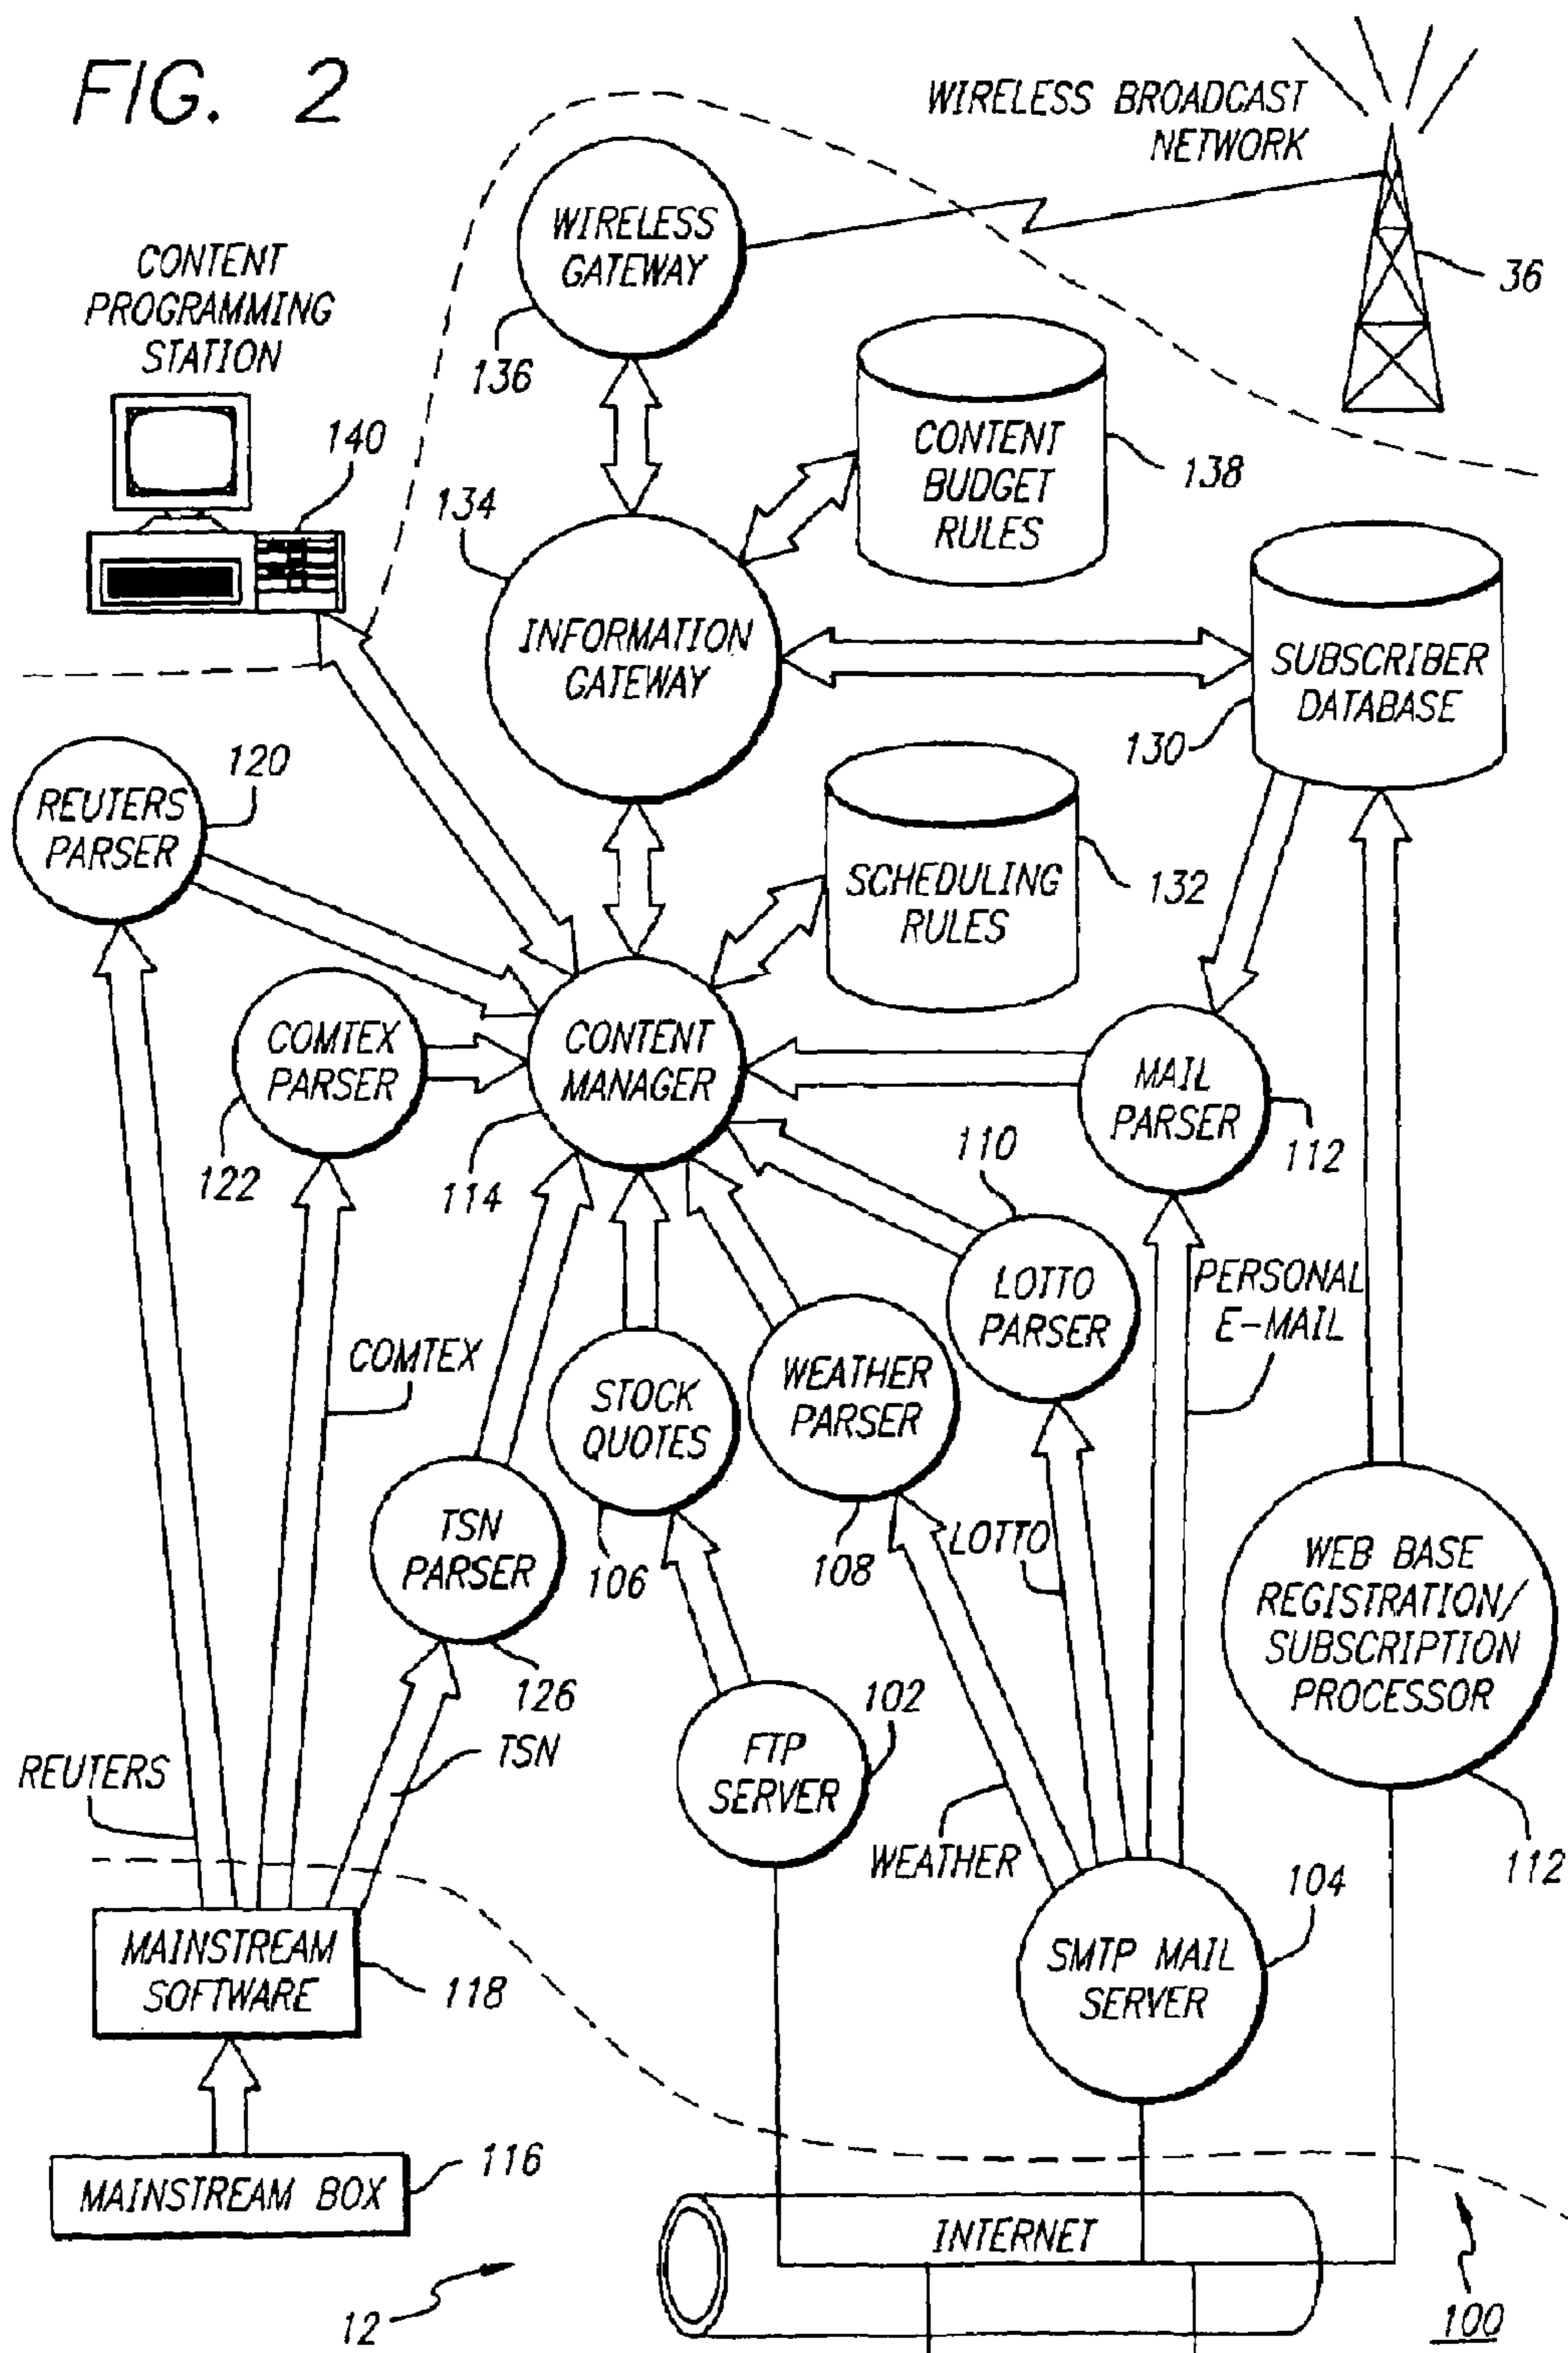 FIG. 2
WIRELESS BROADCAST
NETWORK
WIRELESS
GATEWAY
36
CONTENT
PROGRAMMING
STATION
136
140
CONTENT
BUDGET
RULES
138
134
INFORMATION
GATEWAY
SUBSCRIBER
DATABASE
130
120
REUTERS
PARSER
SCHEDULING
RULES
132
COMTEX
PARSER
CONTENT
MANAGER
MAIL
PARSER
122
114
110
112
LOTTO
PARSER
PERSONAL
E-MAIL
COMTEX
STOCK
QUOTES
WEATHER
PARSER
TSN
PARSER
106
108
LOTTO
WEB BASE
REGISTRATION/
SUBSCRIPTION
PROCESSOR
126
102
TSN
REUTERS
FTP
SERVER
WEATHER
112
104
MAINSTREAM
SOFTWARE
118
SMTP MAIL
SERVER
116
MAINSTREAM BOX
INTERNET
12
100